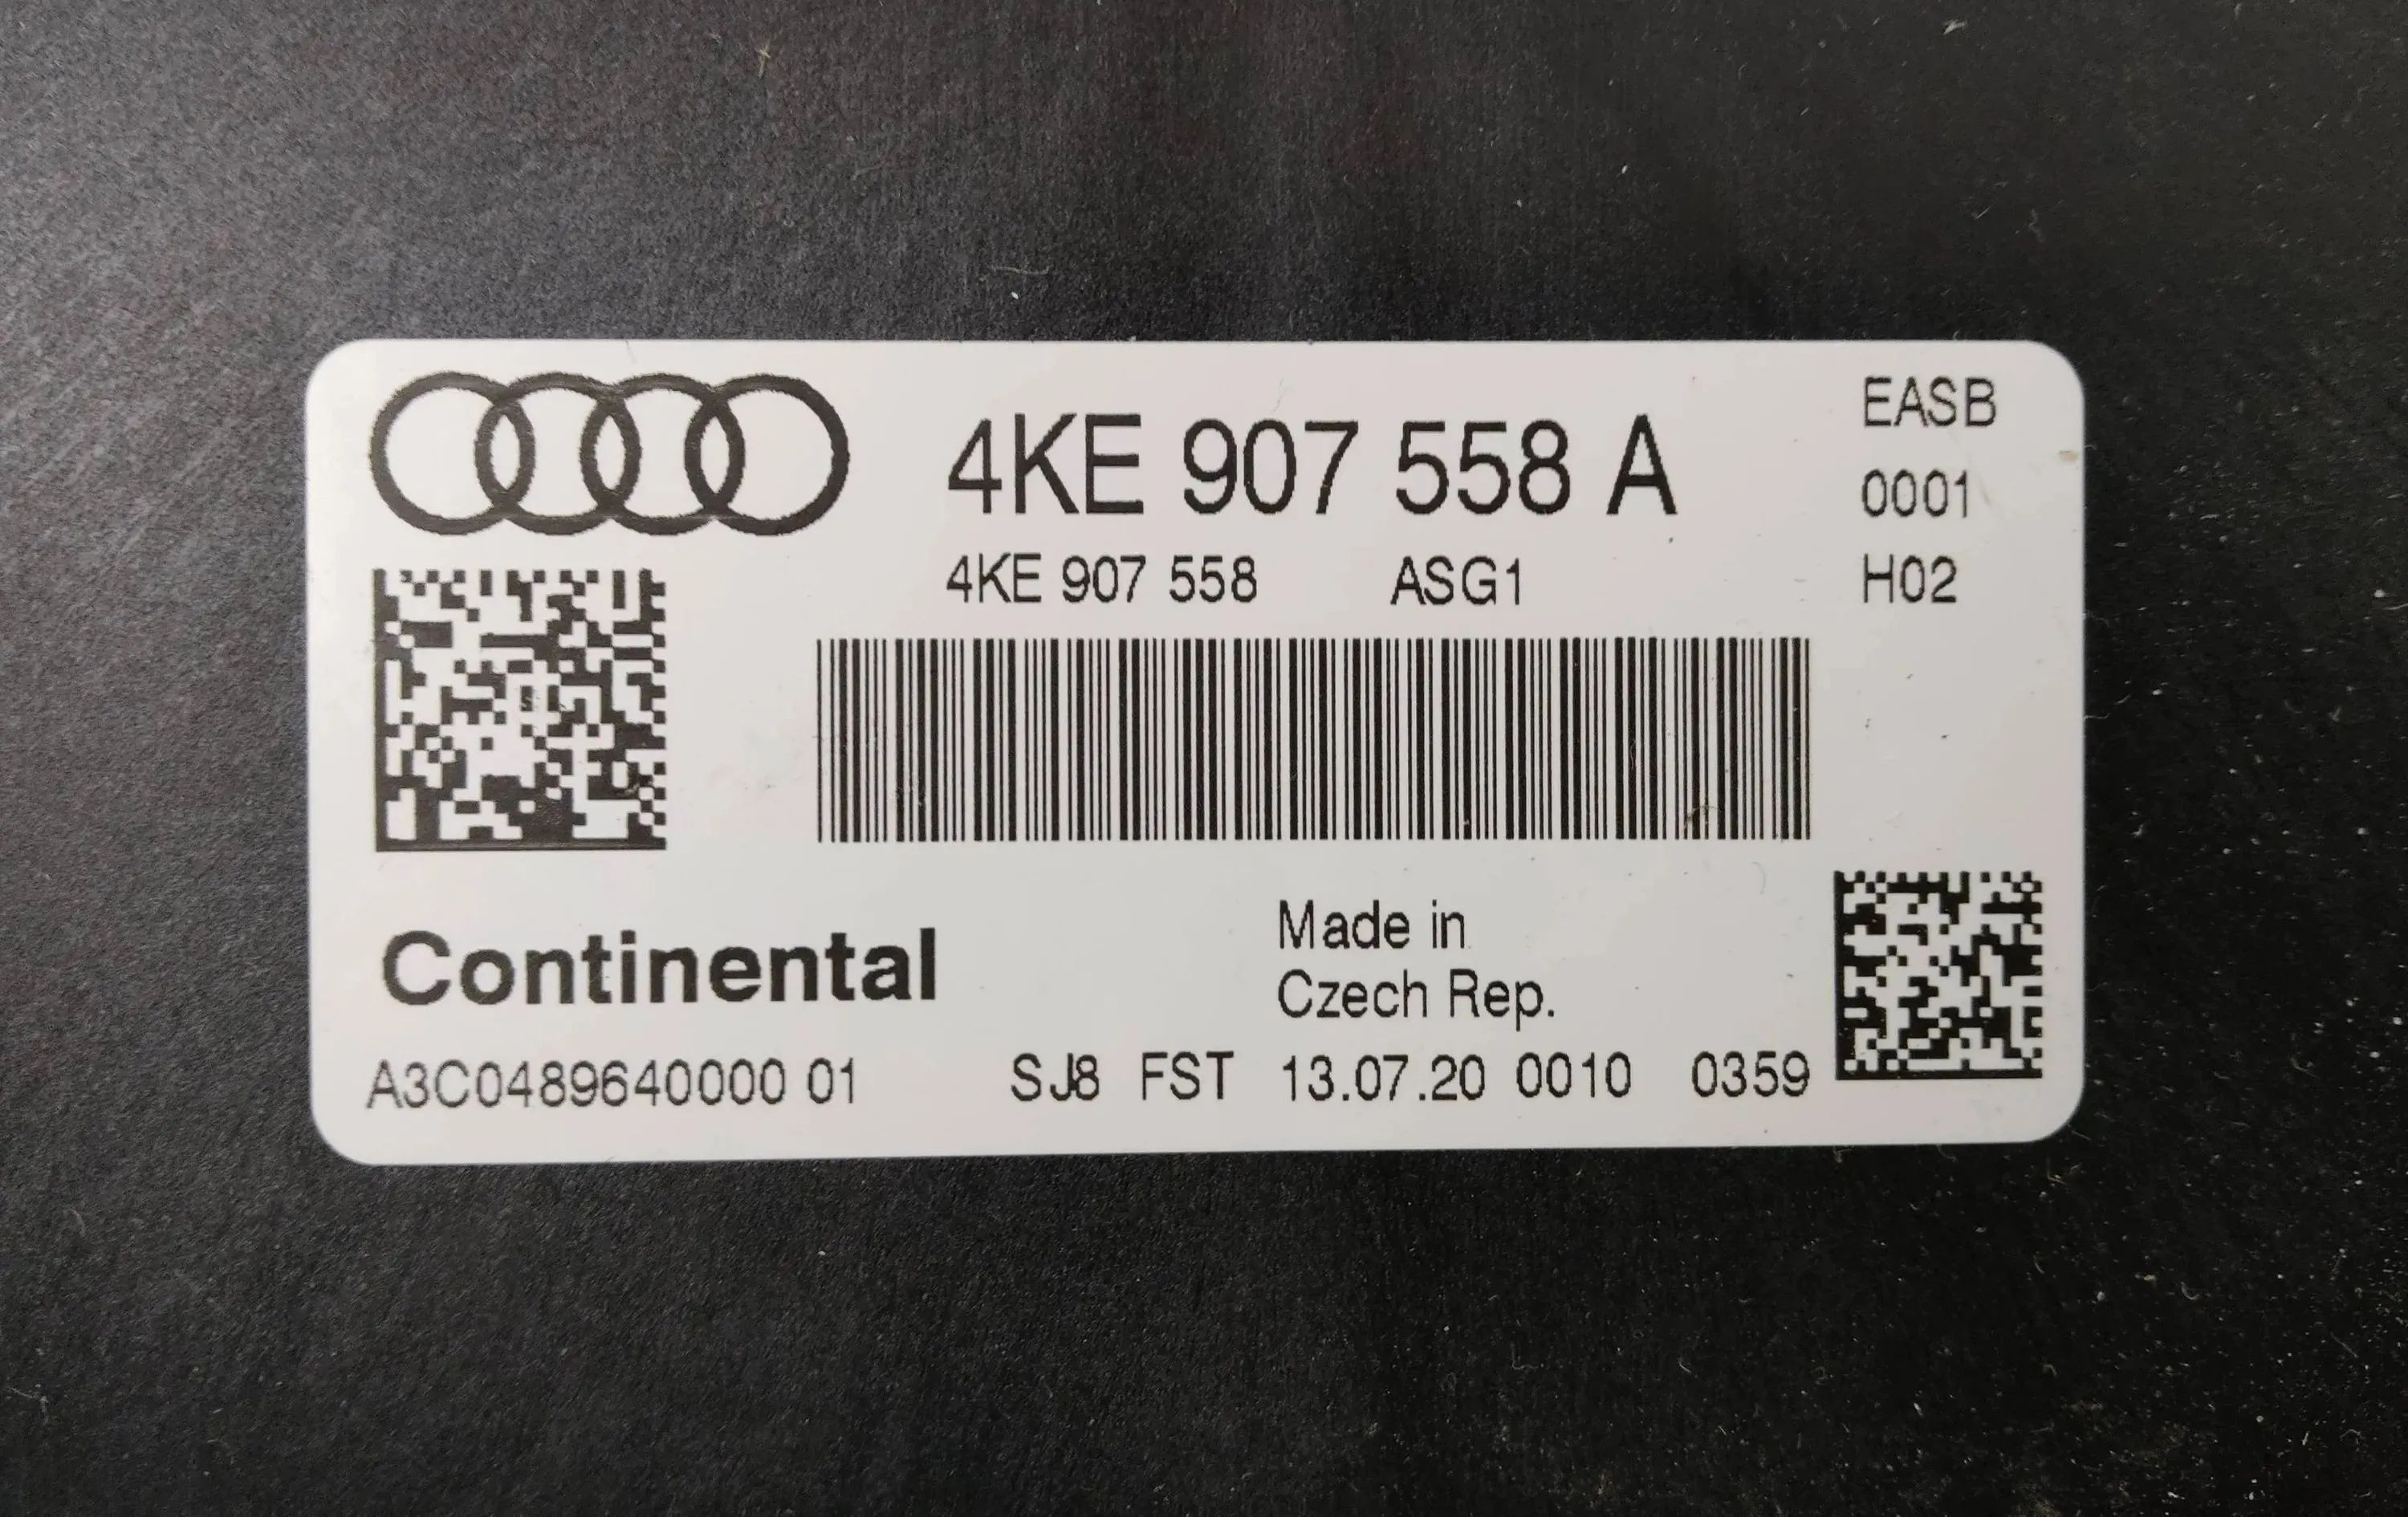 4KE 907 558 A
EASB
0001
4KE 907 558 ASG1
H02
Continental
Made in
Czech Rep.
A3C0489640000 01 SJ8 FST 13.07.20 0010 0359